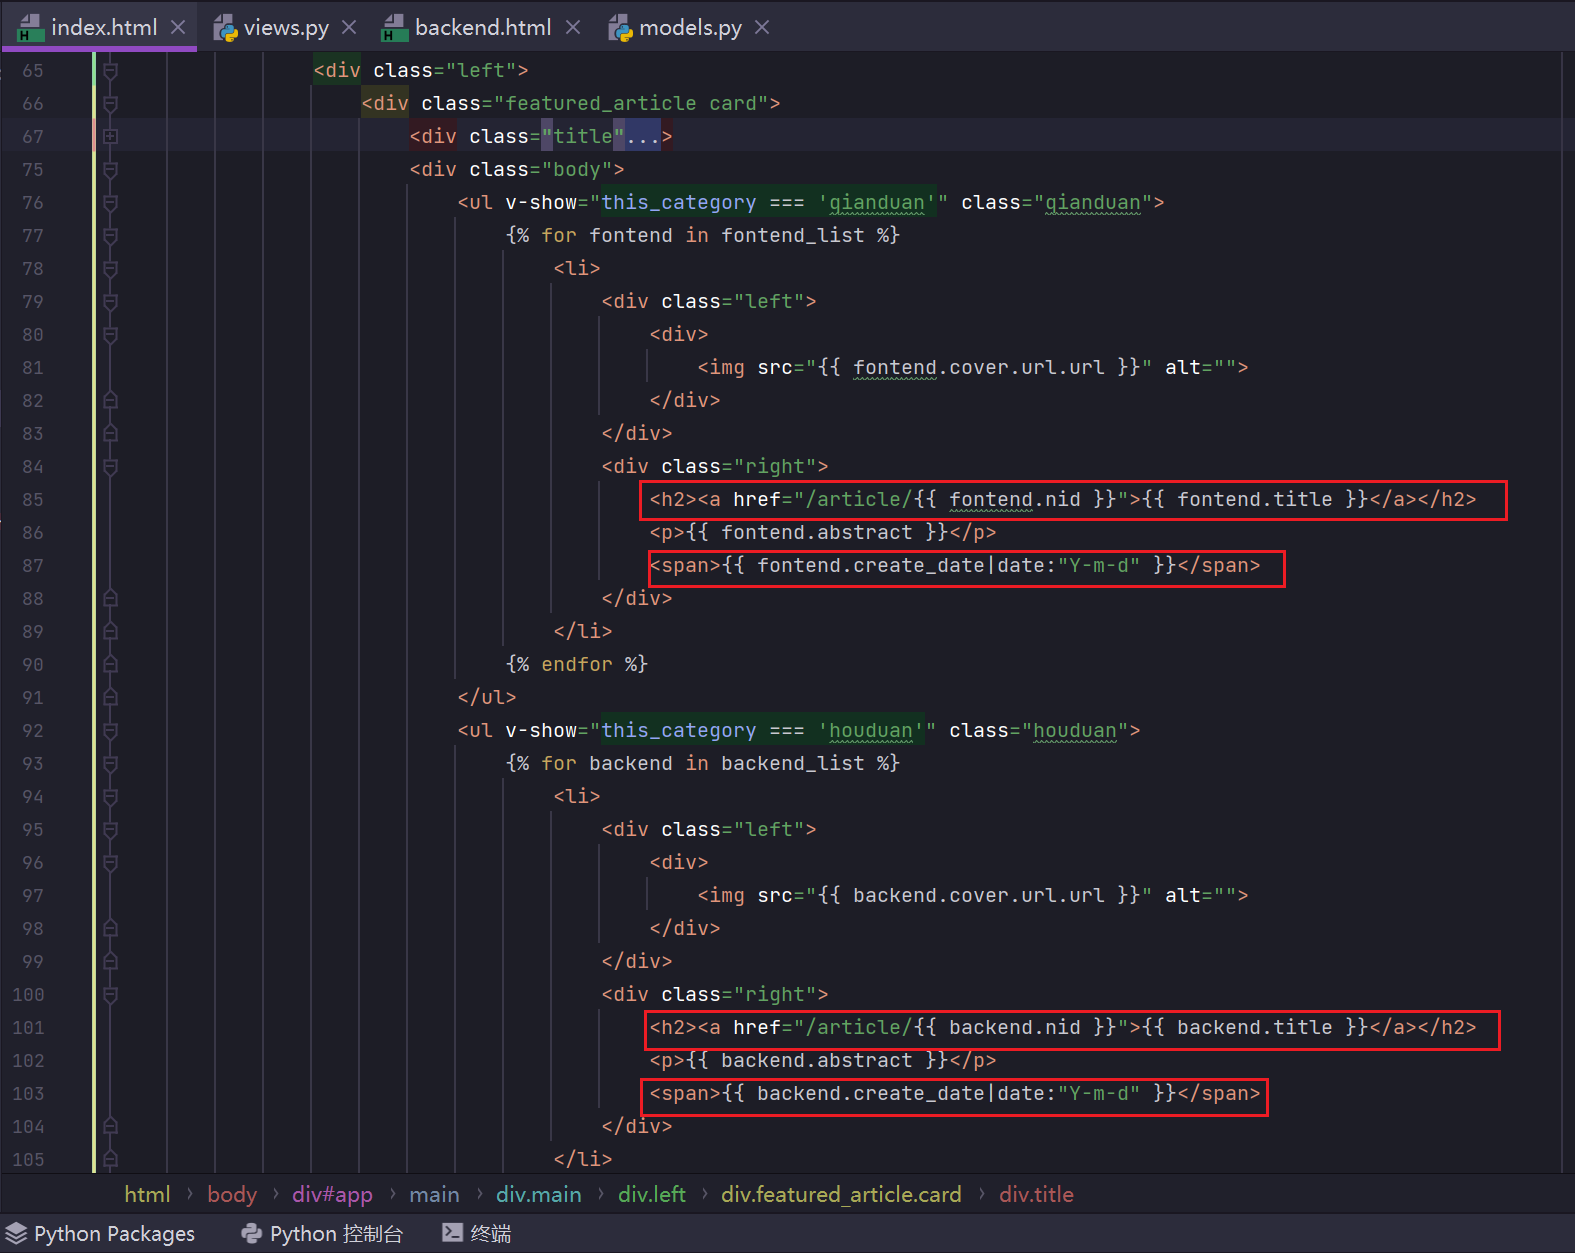 index.html views.py backend.html models.py
65 <div class="left">
66 <div class="featured_article card">
67 <div class="title"...>
75 <div class="body">
76 <ul v-show="this_category === 'qianduan'" class="qianduan">
77 {% for fontend in fontend_list %}
78 <li>
79 <div class="left">
80 <div>
81 <img src="{{ fontend.cover.url.url }}" alt="">
82 </div>
83 </div>
84 <div class="right">
85 <h2><a href="/article/{{ fontend.nid }}">{{ fontend.title }}</a></h2>
86 <p>{{ fontend.abstract }}</p>
87 <span>{{ fontend.create_date|date:"Y-m-d" }}</span>
88 </div>
89 </li>
90 {% endfor %}
91 </ul>
92 <ul v-show="this_category === 'houduan'" class="houduan">
93 {% for backend in backend_list %}
94 <li>
95 <div class="left">
96 <div>
97 <img src="{{ backend.cover.url.url }}" alt="">
98 </div>
99 </div>
100 <div class="right">
101 <h2><a href="/article/{{ backend.nid }}">{{ backend.title }}</a></h2>
102 <p>{{ backend.abstract }}</p>
103 <span>{{ backend.create_date|date:"Y-m-d" }}</span>
104 </div>
105 </li>
html › body › div#app › main › div.main › div.left › div.featured_article.card › div.title
Python Packages Python 控制台 终端